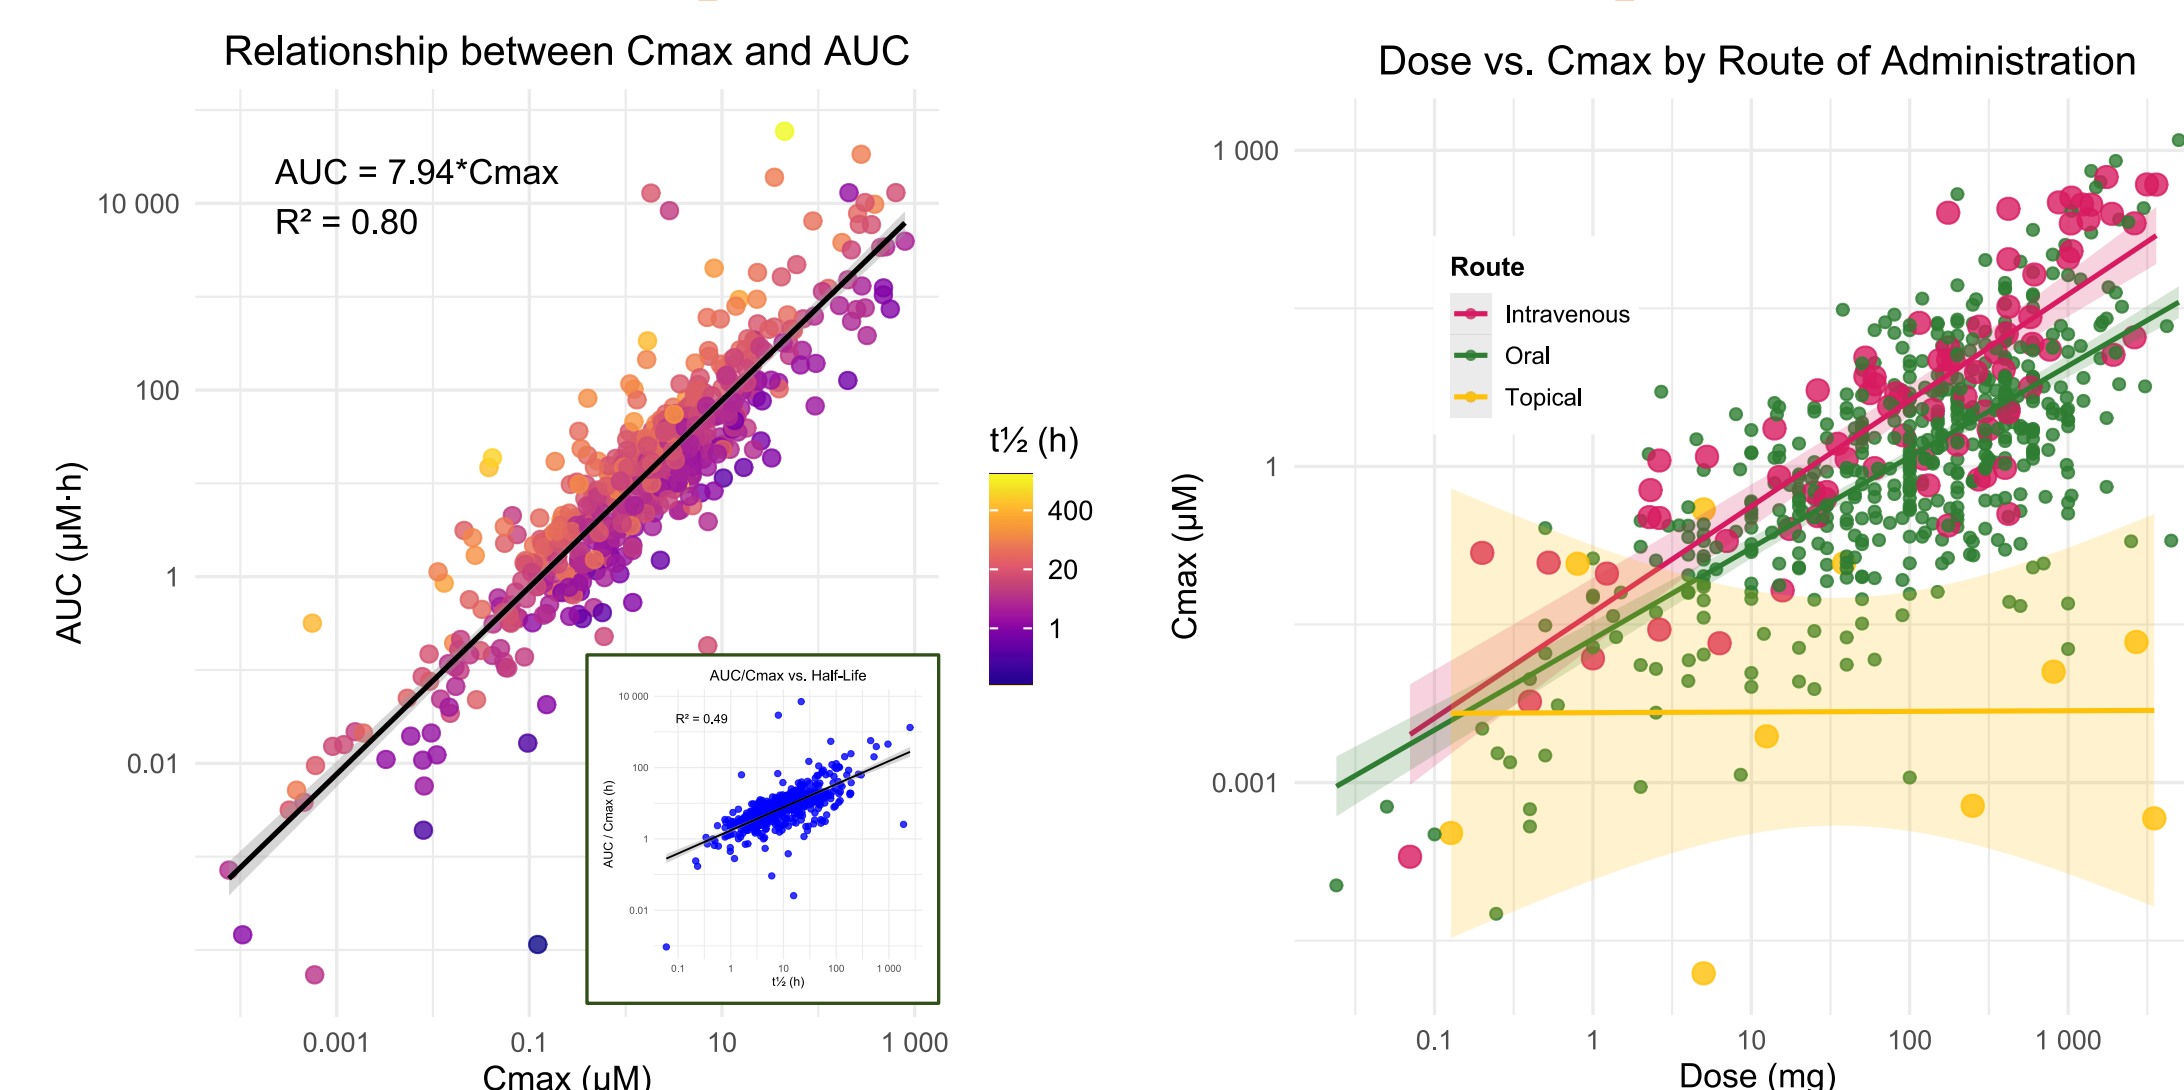 Relationship between Cmax and AUC
AUC = 7.94*Cmax
R² = 0.80
10 000
100
1
0.01
AUC (µM·h)
0.001
0.1
10
1 000
Cmax (µM)
t½ (h)
400
20
1
AUC/Cmax vs. Half-Life
R² = 0.49
10 000
100
1
0.01
AUC / Cmax (h)
0.1
1
10
100
1 000
t½ (h)
Dose vs. Cmax by Route of Administration
1 000
1
0.001
Cmax (µM)
Route
Intravenous
Oral
Topical
0.1
1
10
100
1 000
Dose (mg)